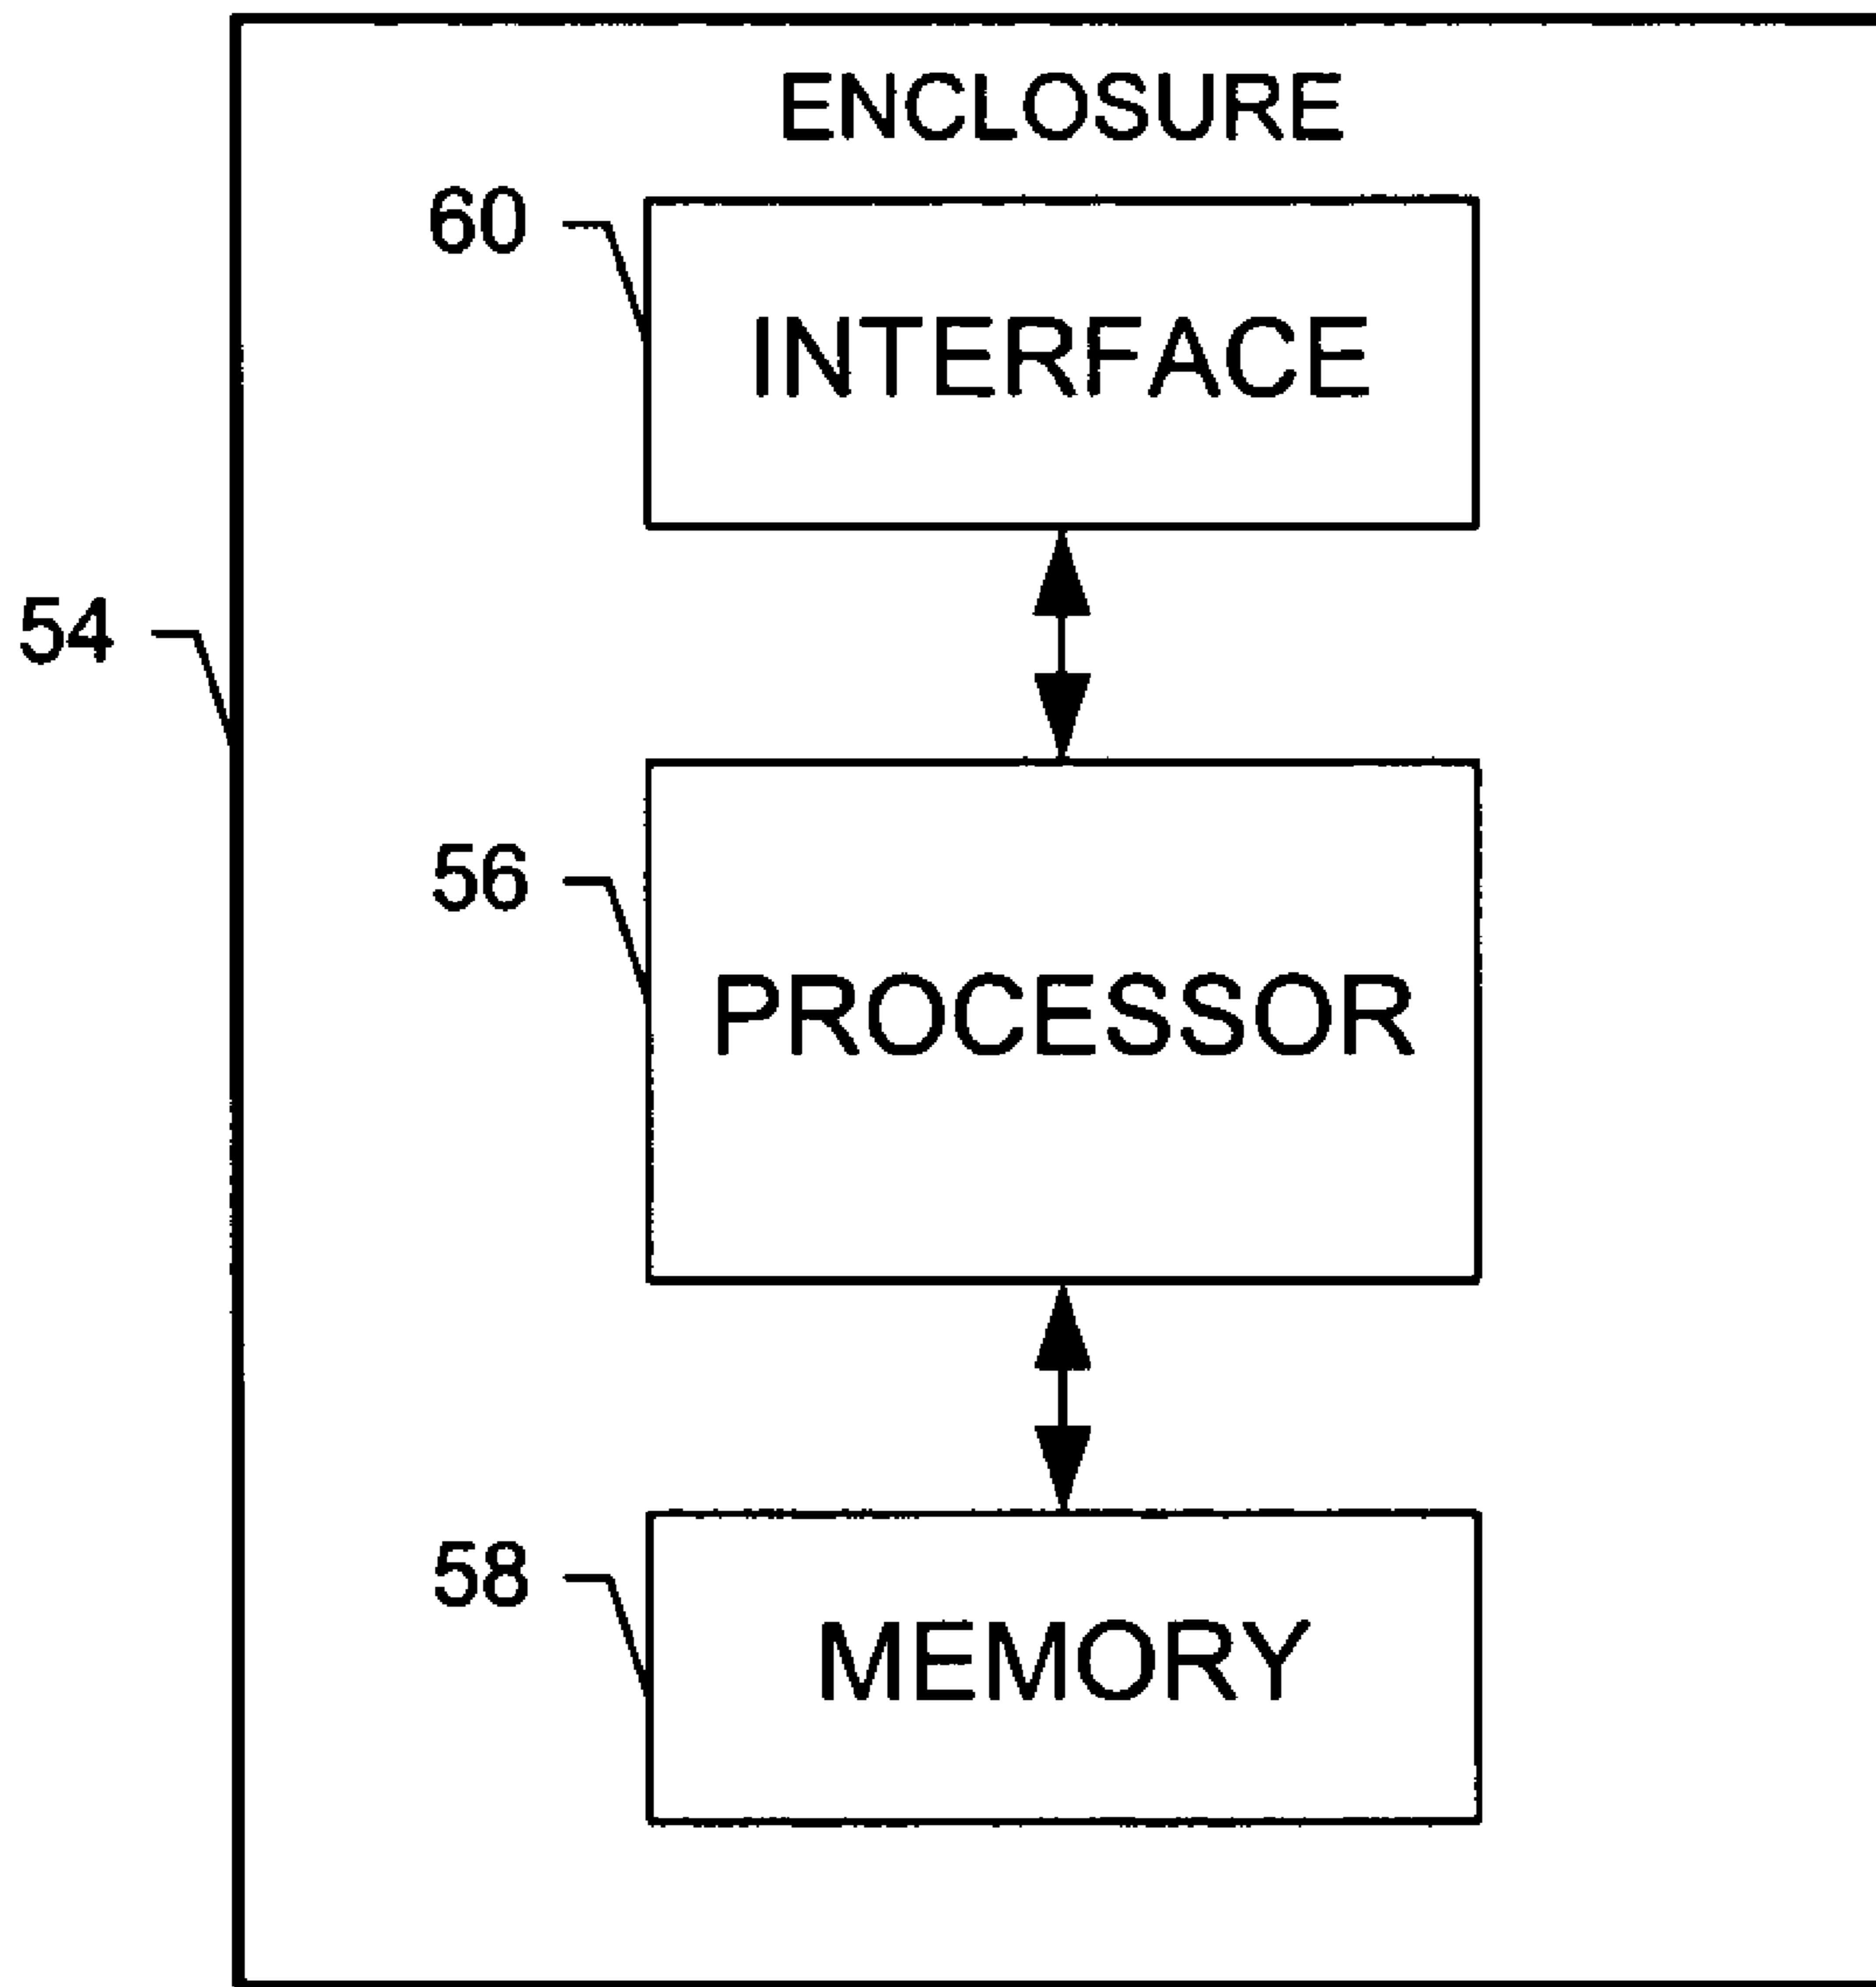 ENCLOSURE
60
INTERFACE
54
56
PROCESSOR
58
MEMORY